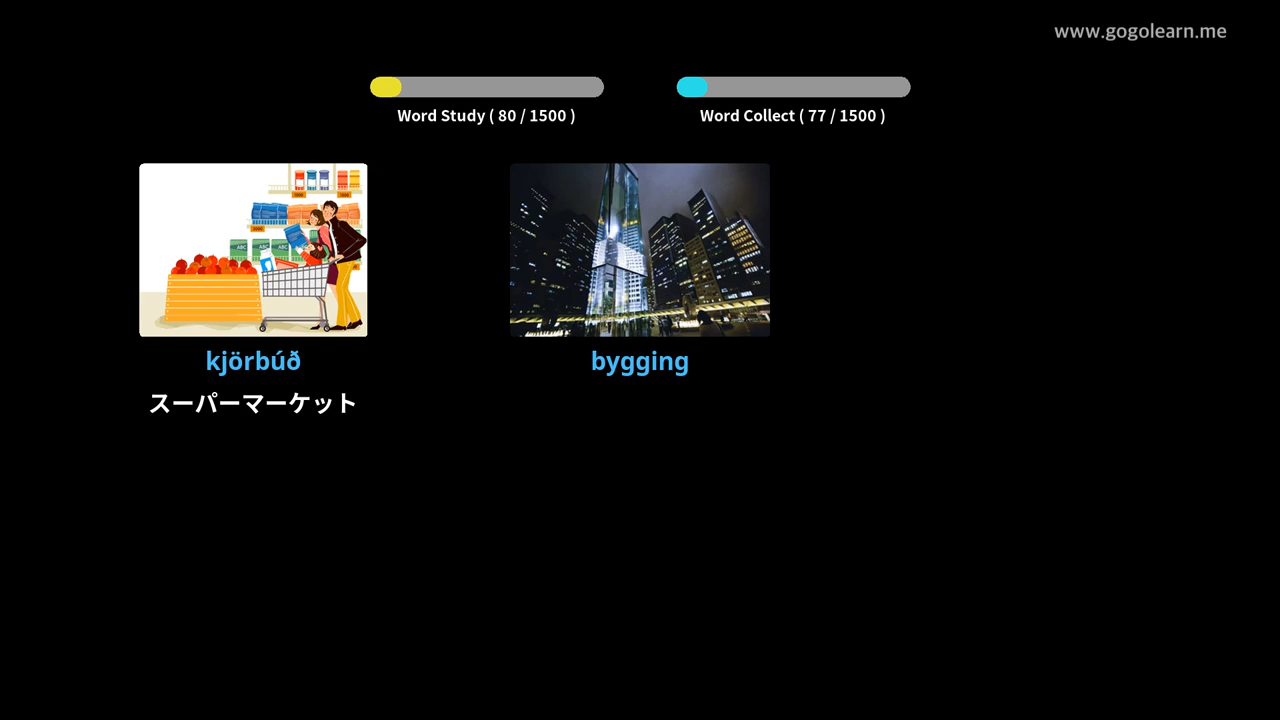 www.gogolearn.me
Word Study ( 80 / 1500 )
Word Collect ( 77 / 1500 )
kjörbúð
bygging
スーパーマーケット